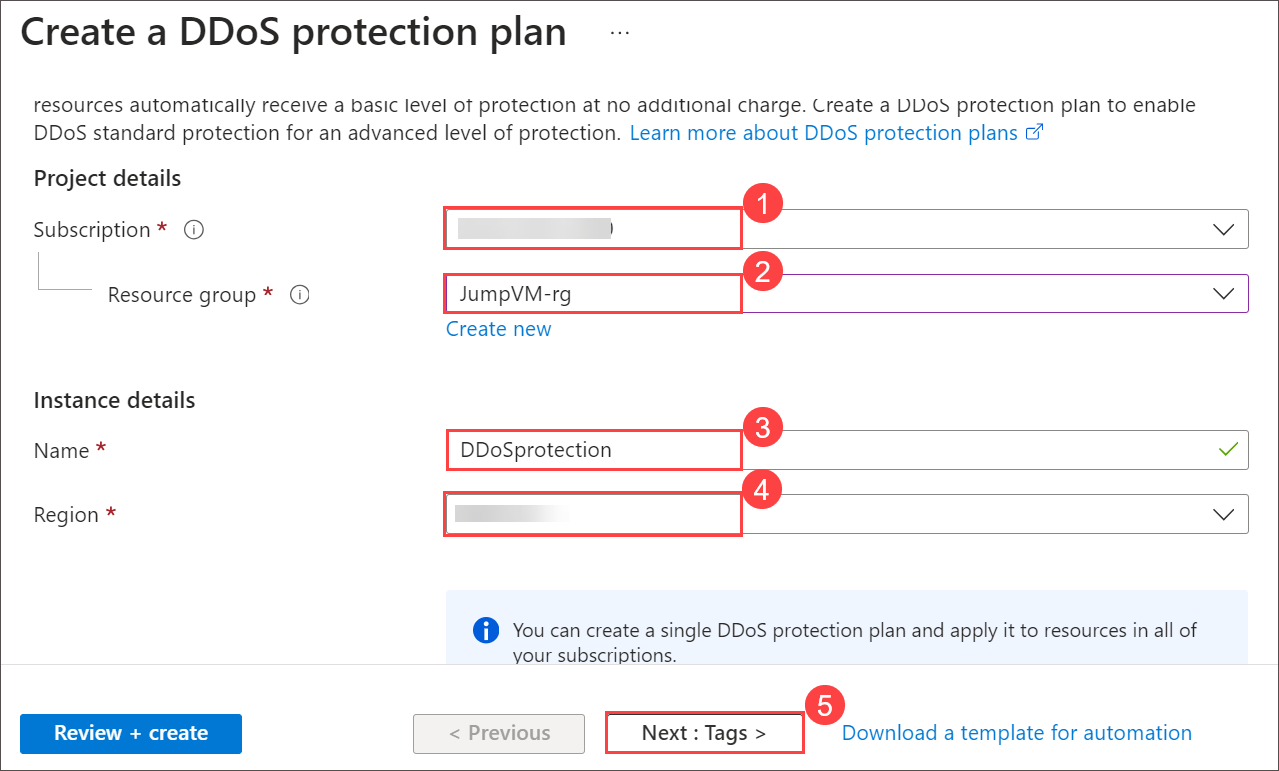 Create a DDoS protection plan ...
resources automatically receive a basic level of protection at no additional charge. Create a DDoS protection plan to enable
DDoS standard protection for an advanced level of protection. Learn more about DDoS protection plans
Project details
1
Subscription *
2
Resource group * JumpVM-rg
Create new
Instance details
3
Name * DDoSprotection
4
Region *
You can create a single DDoS protection plan and apply it to resources in all of
your subscriptions.
5
Review + create < Previous Next : Tags > Download a template for automation